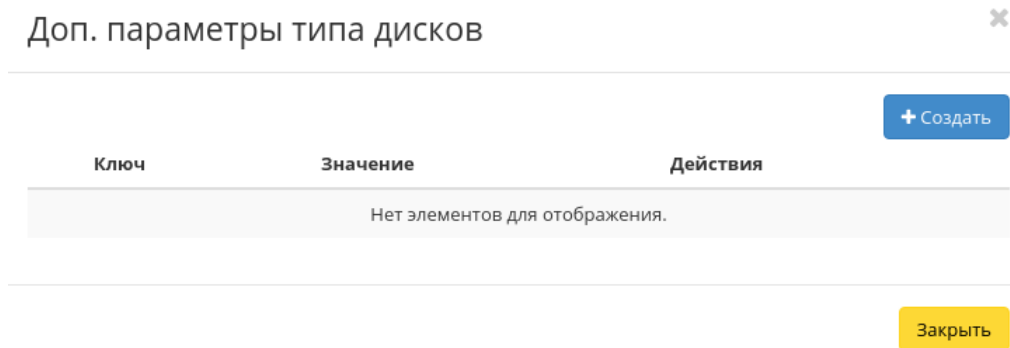 Доп. параметры типа дисков
+ Создать
Ключ Значение Действия
Нет элементов для отображения.
Закрыть